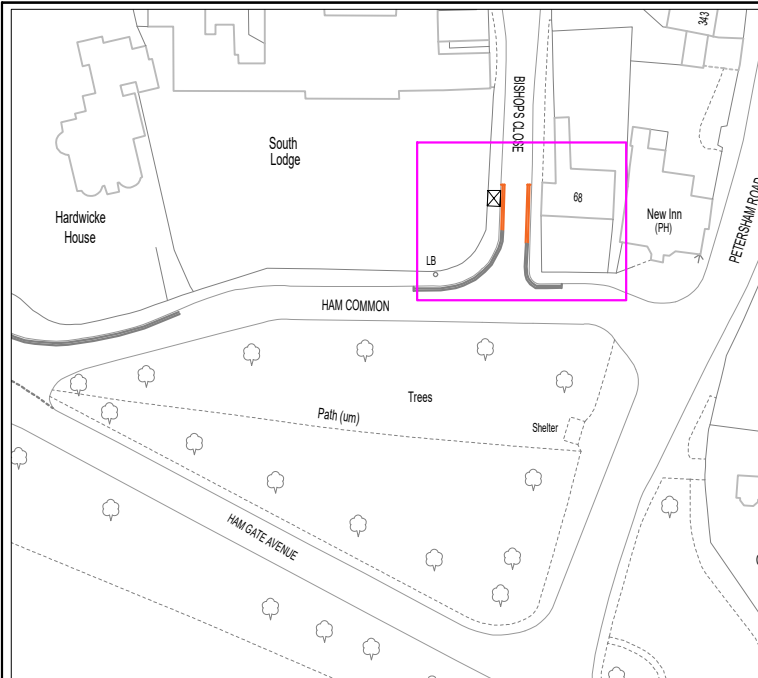 343
BISHOPS CLOSE
South
Lodge
68
Hardwicke
House
New Inn
(PH)
PETERSHAM ROAD
LB
HAM COMMON
Trees
Path (um)
Shelter
HAM GATE AVENUE